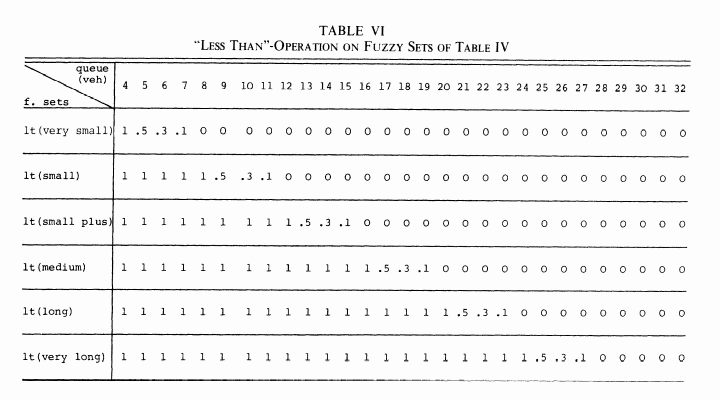 TABLE VI
"LESS THAN"-OPERATION ON FUZZY SETS OF TABLE IV
queue
(veh)
f. sets
4 5 6 7 8 9 10 11 12 13 14 15 16 17 18 19 20 21 22 23 24 25 26 27 28 29 30 31 32
lt(very small) 1 .5 .3 .1 0 0 0 0 0 0 0 0 0 0 0 0 0 0 0 0 0 0 0 0 0 0 0 0 0
lt(small) 1 1 1 1 1 .5 .3 .1 0 0 0 0 0 0 0 0 0 0 0 0 0 0 0 0 0 0 0 0 0
lt(small plus) 1 1 1 1 1 1 1 1 1 .5 .3 .1 0 0 0 0 0 0 0 0 0 0 0 0 0 0 0 0 0
lt(medium) 1 1 1 1 1 1 1 1 1 1 1 1 1 .5 .3 .1 0 0 0 0 0 0 0 0 0 0 0 0 0
lt(long) 1 1 1 1 1 1 1 1 1 1 1 1 1 1 1 1 1 .5 .3 .1 0 0 0 0 0 0 0 0 0
lt(very long) 1 1 1 1 1 1 1 1 1 1 1 1 1 1 1 1 1 1 1 1 1 .5 .3 .1 0 0 0 0 0